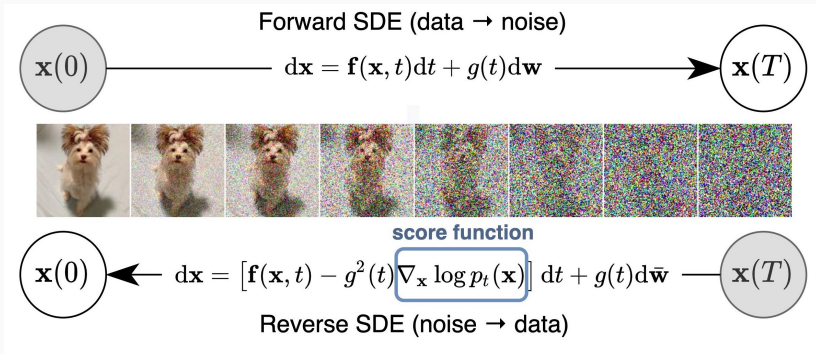 Forward SDE (data → noise)
x(0) dx = f(x, t)dt + g(t)dw x(T)
score function
x(0) dx = [f(x, t) − g²(t)∇ₓ log pₜ(x)] dt + g(t)dw̄ x(T)
Reverse SDE (noise → data)